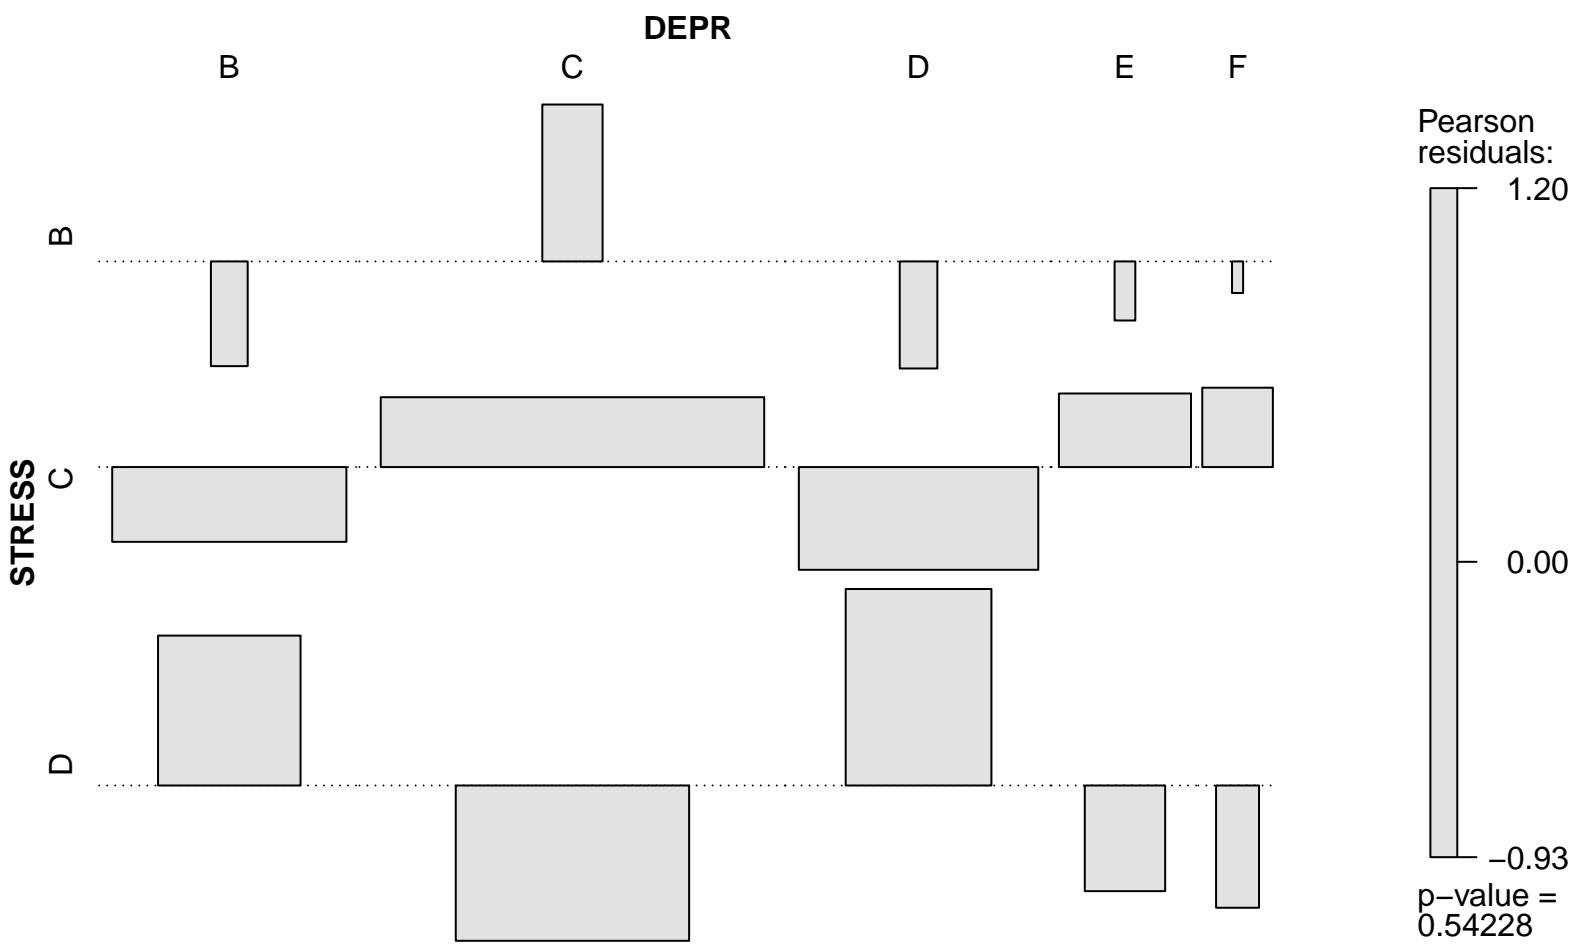 DEPR
B C D E F
STRESS
B
C
D
Pearson
residuals:
1.20
0.00
−0.93
p−value =
0.54228